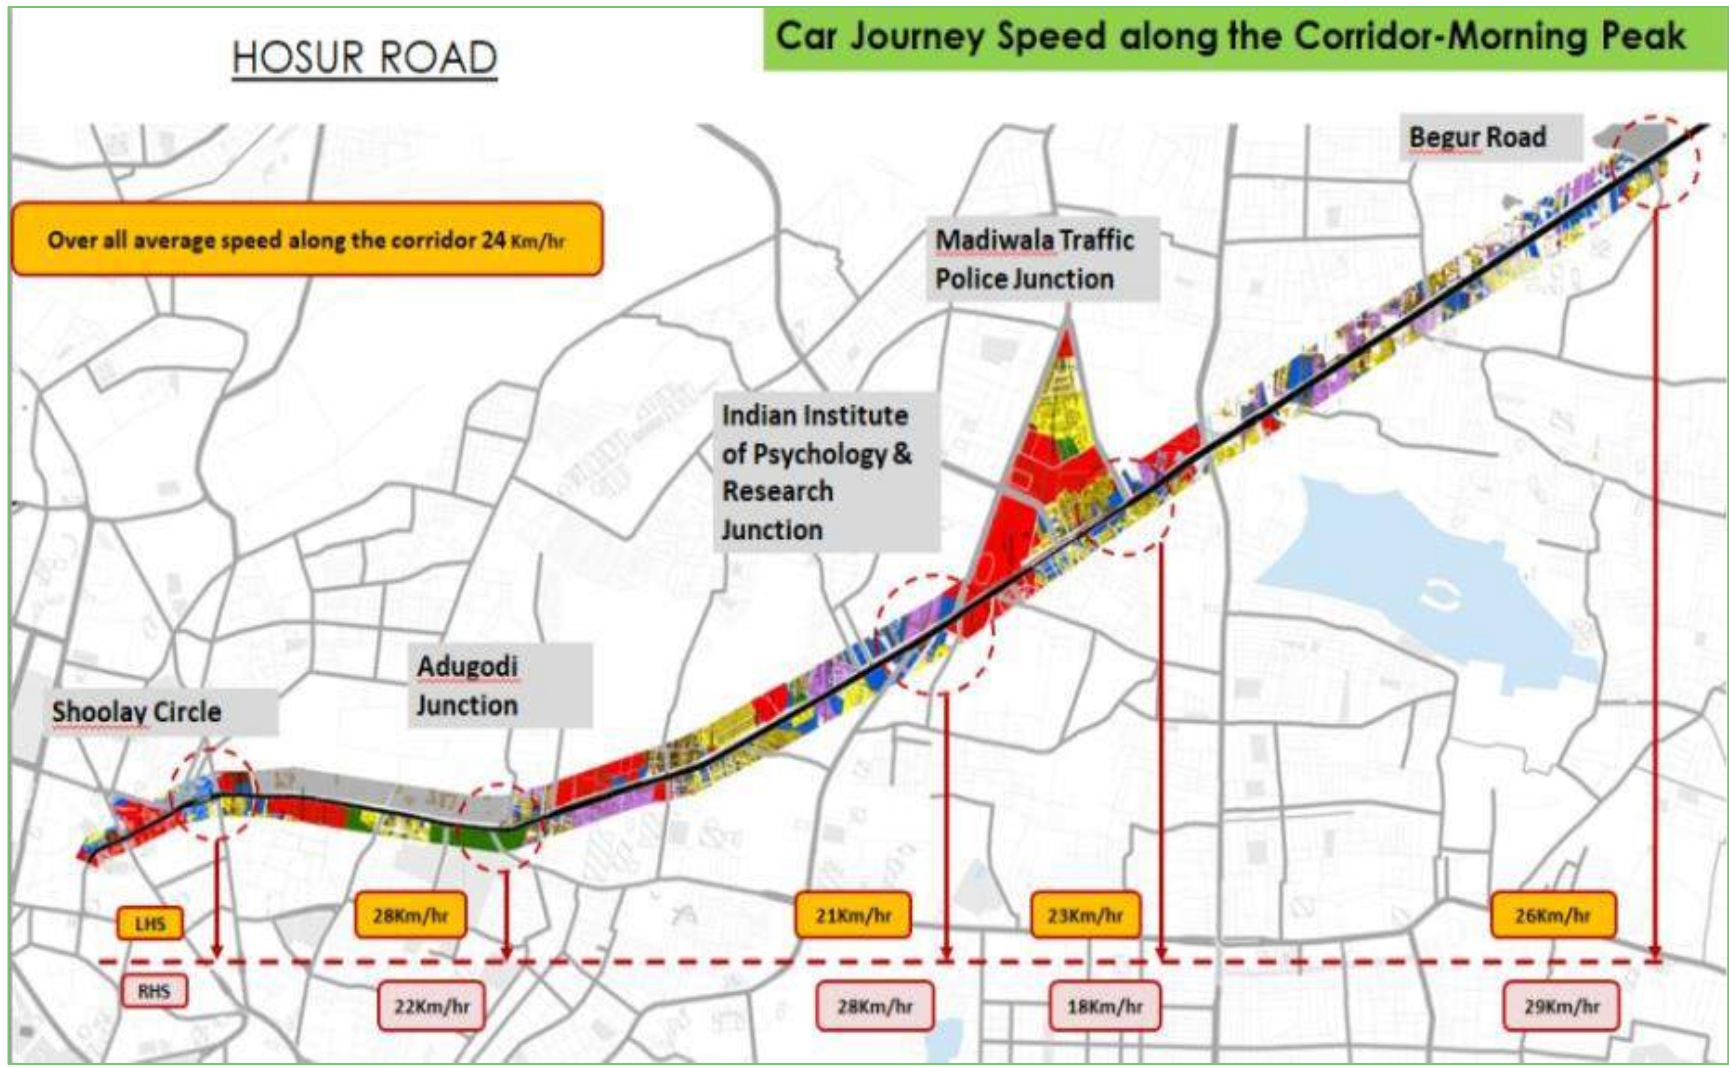 HOSUR ROAD
Car Journey Speed along the Corridor-Morning Peak
Begur Road
Over all average speed along the corridor 24 Km/hr
Madiwala Traffic
Police Junction
Indian Institute
of Psychology &
Research
Junction
Adugodi
Junction
Shoolay Circle
LHS
28Km/hr
21Km/hr
23Km/hr
26Km/hr
RHS
22Km/hr
28Km/hr
18Km/hr
29Km/hr